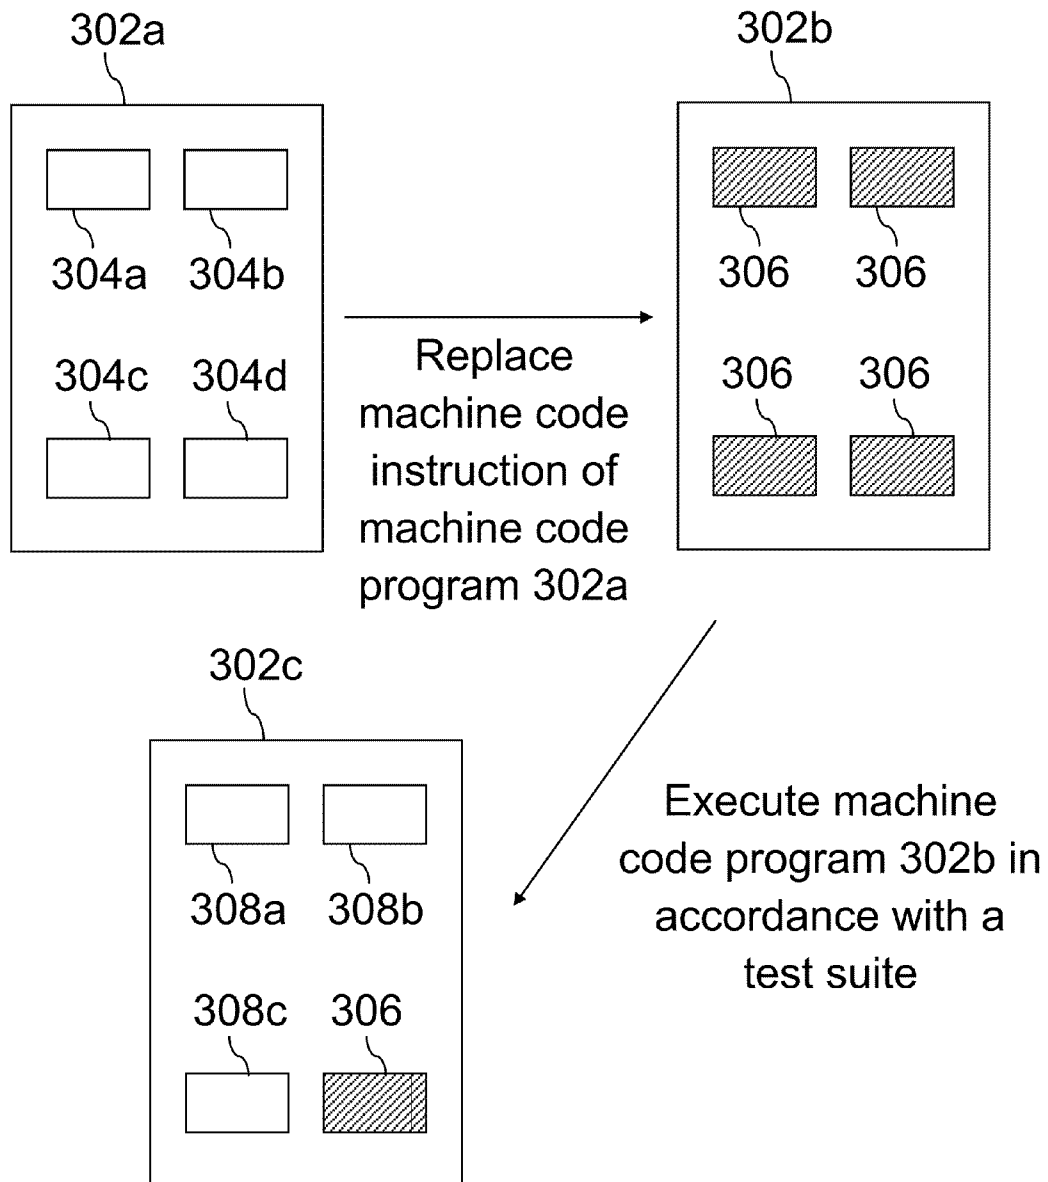 302a
302b
304a 304b
306 306
304c 304d
306 306
Replace
machine code
instruction of
machine code
program 302a
302c
308a 308b
308c 306
Execute machine
code program 302b in
accordance with a
test suite